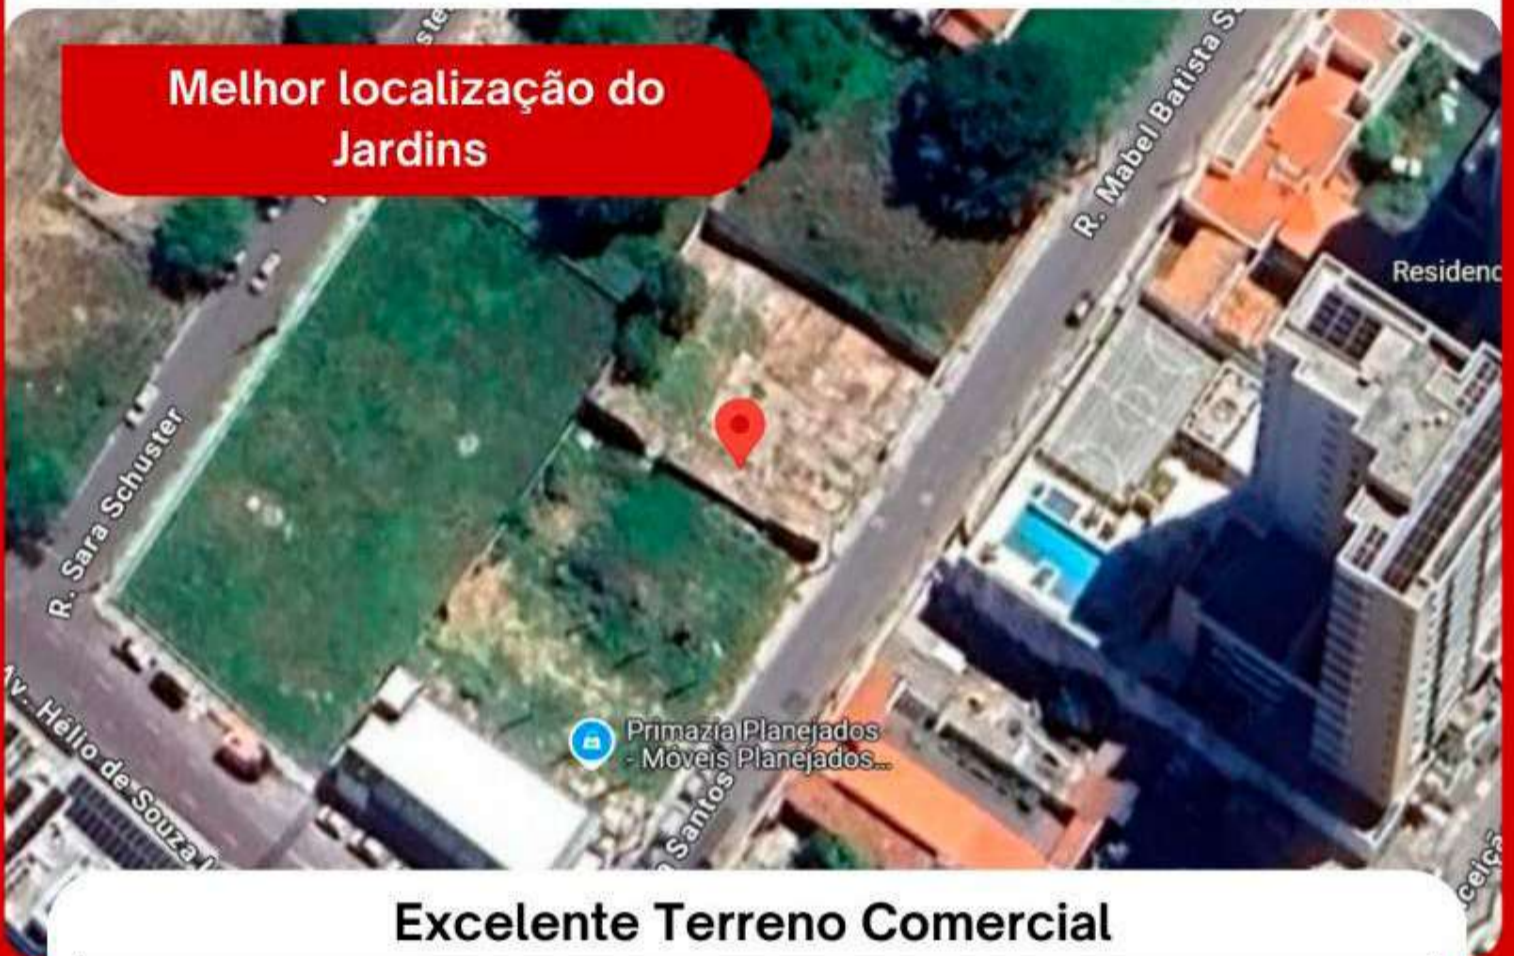 Melhor localização do
Jardins
R. Mabel Batista S
Residenc
R. Sara Schuster
Av. Hélio de Souza
Primazia Planejados
- Móveis Planejados...
Santos
Excelente Terreno Comercial